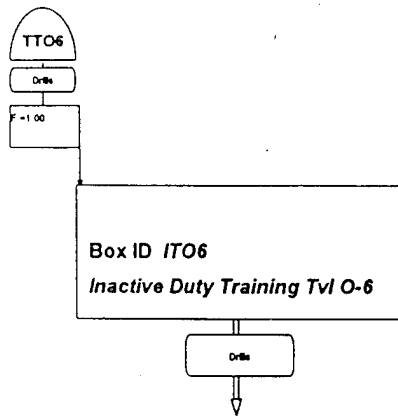 TTO6
Drills
F =1 00
Box ID ITO6
Inactive Duty Training Tvl O-6
Drills